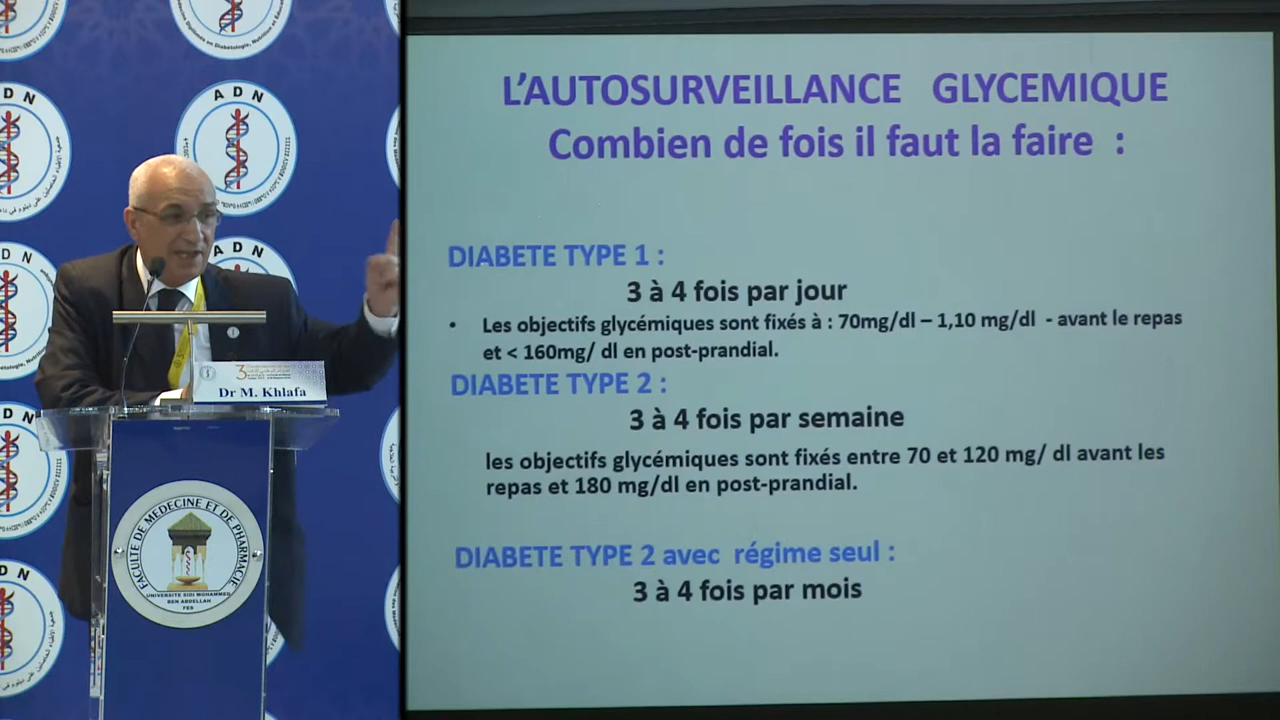 L'AUTOSURVEILLANCE GLYCEMIQUE
Combien de fois il faut la faire :
DIABETE TYPE 1 :
3 à 4 fois par jour
• Les objectifs glycémiques sont fixés à : 70mg/dl – 1,10 mg/dl - avant le repas
et < 160mg/ dl en post-prandial.
DIABETE TYPE 2 :
3 à 4 fois par semaine
les objectifs glycémiques sont fixés entre 70 et 120 mg/ dl avant les
repas et 180 mg/dl en post-prandial.
DIABETE TYPE 2 avec régime seul :
3 à 4 fois par mois
ADN
Dr M. Khlafa
FACULTE DE MEDECINE ET DE PHARMACIE
UNIVERSITE SIDI MOHAMMED
BEN ABDELLAH
FES